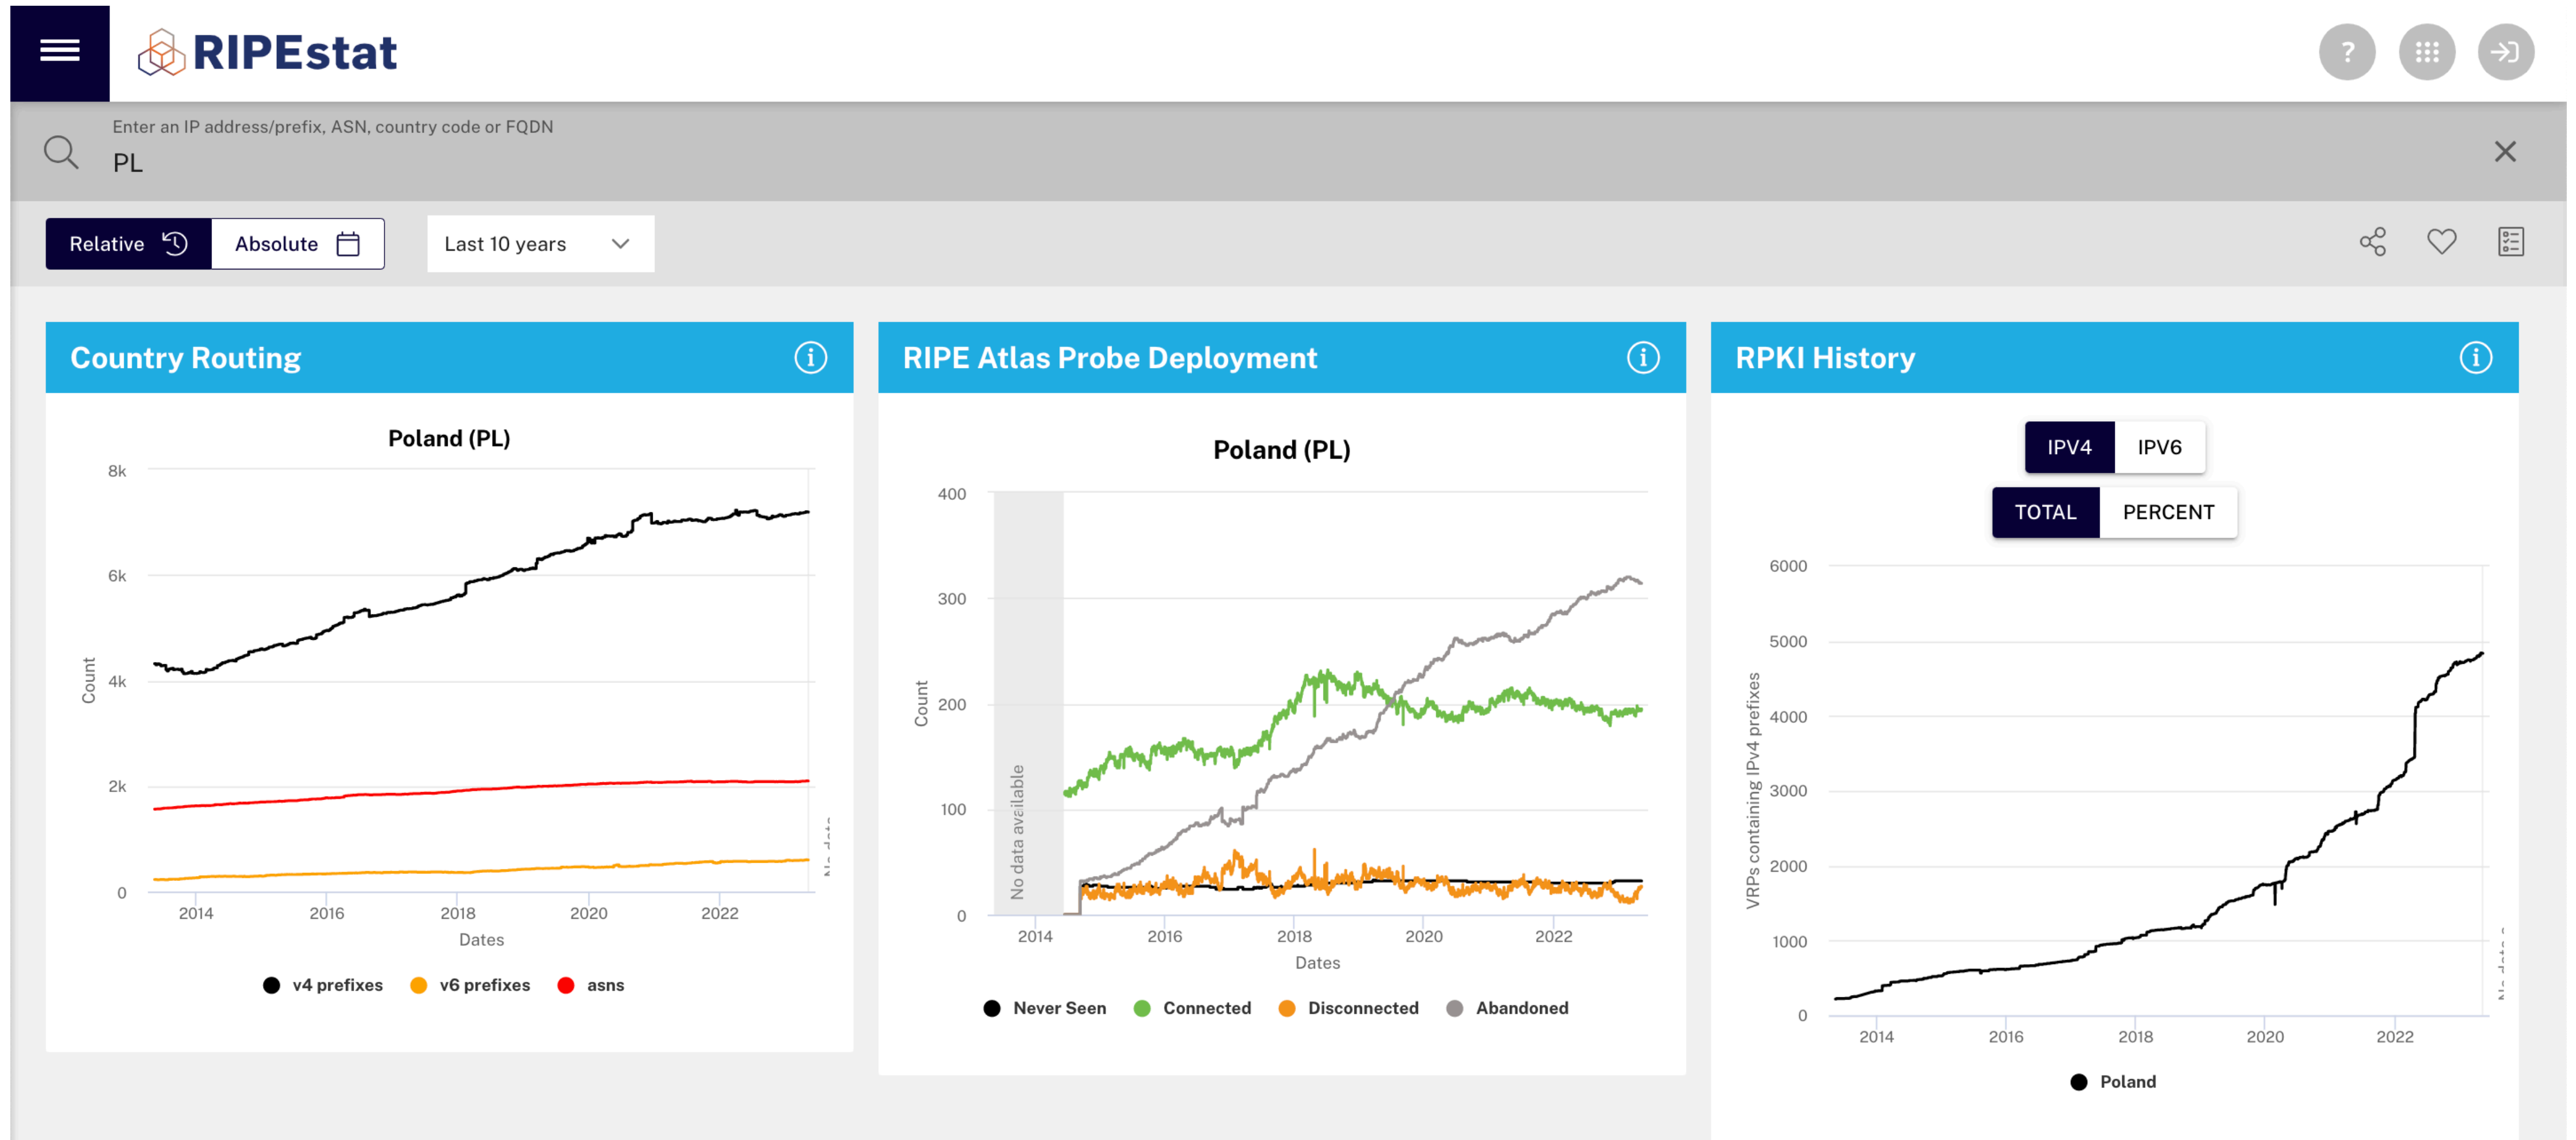 RIPEstat
?
Enter an IP address/prefix, ASN, country code or FQDN
PL
Relative
Absolute
Last 10 years
Country Routing
i
Poland (PL)
8k
6k
4k
2k
0
Count
2014 2016 2018 2020 2022
Dates
v4 prefixes v6 prefixes asns
RIPE Atlas Probe Deployment
i
Poland (PL)
400
300
200
100
0
Count
No data available
2014 2016 2018 2020 2022
Dates
Never Seen Connected Disconnected Abandoned
RPKI History
i
IPV4 IPV6
TOTAL PERCENT
6000
5000
4000
3000
2000
1000
0
VRPs containing IPv4 prefixes
2014 2016 2018 2020 2022
Poland